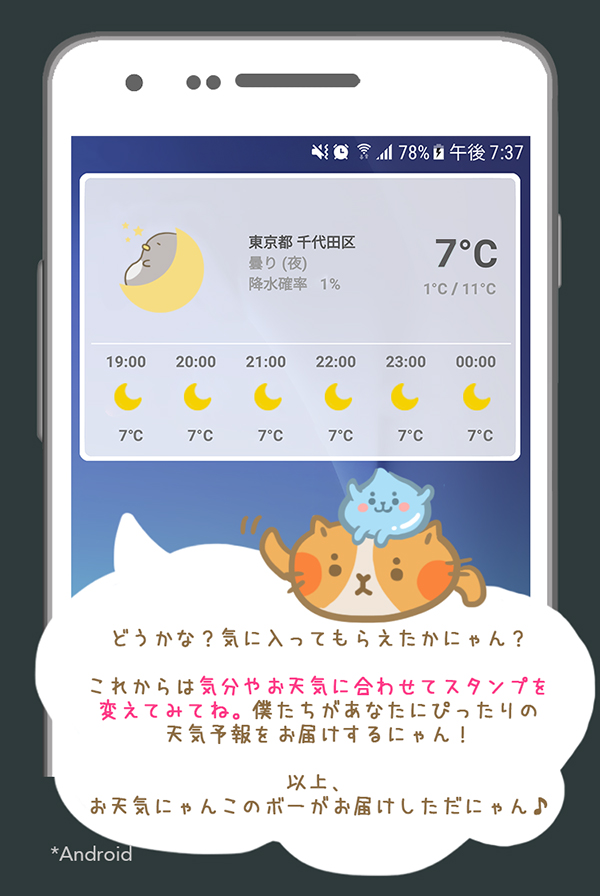 78% 午後 7:37
東京都 千代田区
曇り (夜)
降水確率 1%
7°C
1°C / 11°C
19:00 20:00 21:00 22:00 23:00 00:00
7°C 7°C 7°C 7°C 7°C 7°C
どうかな？気に入ってもらえたかにゃん？
これからは気分やお天気に合わせてスタンプを
変えてみてね。僕たちがあなたにぴったりの
天気予報をお届けするにゃん！
以上、
お天気にゃんこのボーがお届けしただにゃん♪
*Android